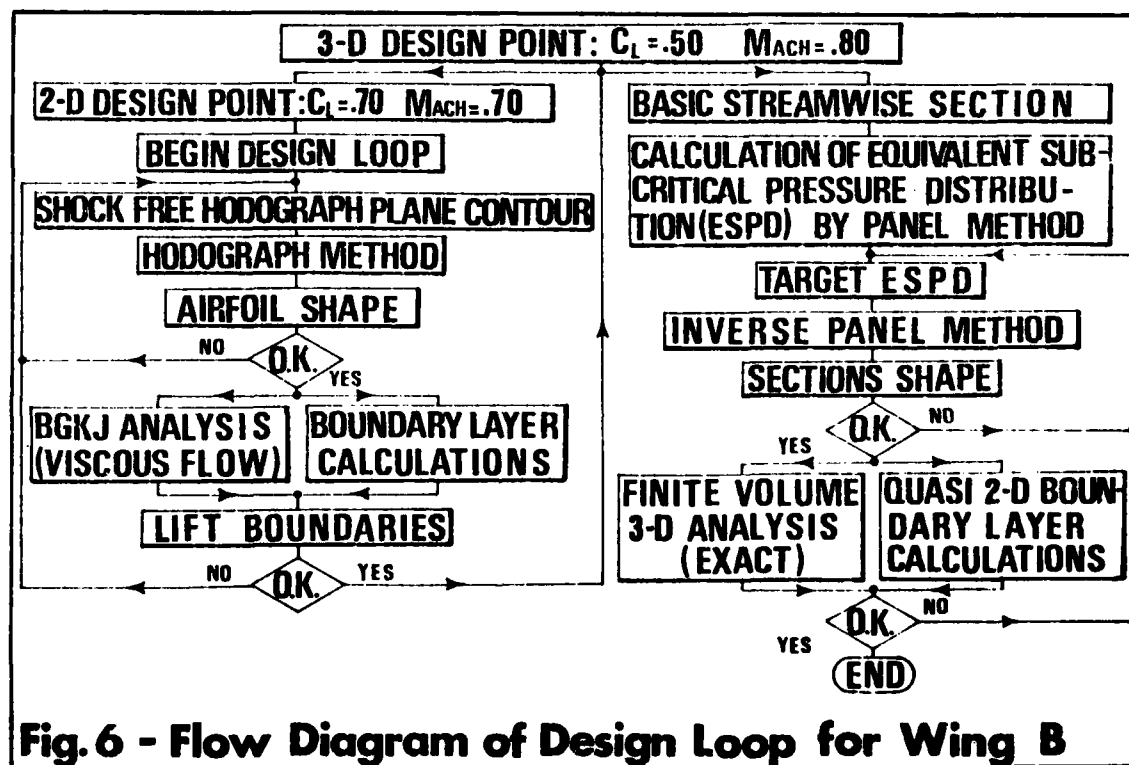 3-D DESIGN POINT: CL=.50 MACH=.80
2-D DESIGN POINT:CL=.70 MACH=.70
BEGIN DESIGN LOOP
SHOCK FREE HODOGRAPH PLANE CONTOUR
HODOGRAPH METHOD
AIRFOIL SHAPE
NO
O.K.
YES
BGKJ ANALYSIS
(VISCOUS FLOW)
BOUNDARY LAYER
CALCULATIONS
LIFT BOUNDARIES
NO
O.K.
YES
BASIC STREAMWISE SECTION
CALCULATION OF EQUIVALENT SUB-
CRITICAL PRESSURE DISTRIBU-
TION(ESPD) BY PANEL METHOD
TARGET ESPD
INVERSE PANEL METHOD
SECTIONS SHAPE
O.K.
NO
YES
FINITE VOLUME
3-D ANALYSIS
(EXACT)
QUASI 2-D BOUN-
DARY LAYER
CALCULATIONS
O.K.
NO
YES
END
Fig. 6 - Flow Diagram of Design Loop for Wing B